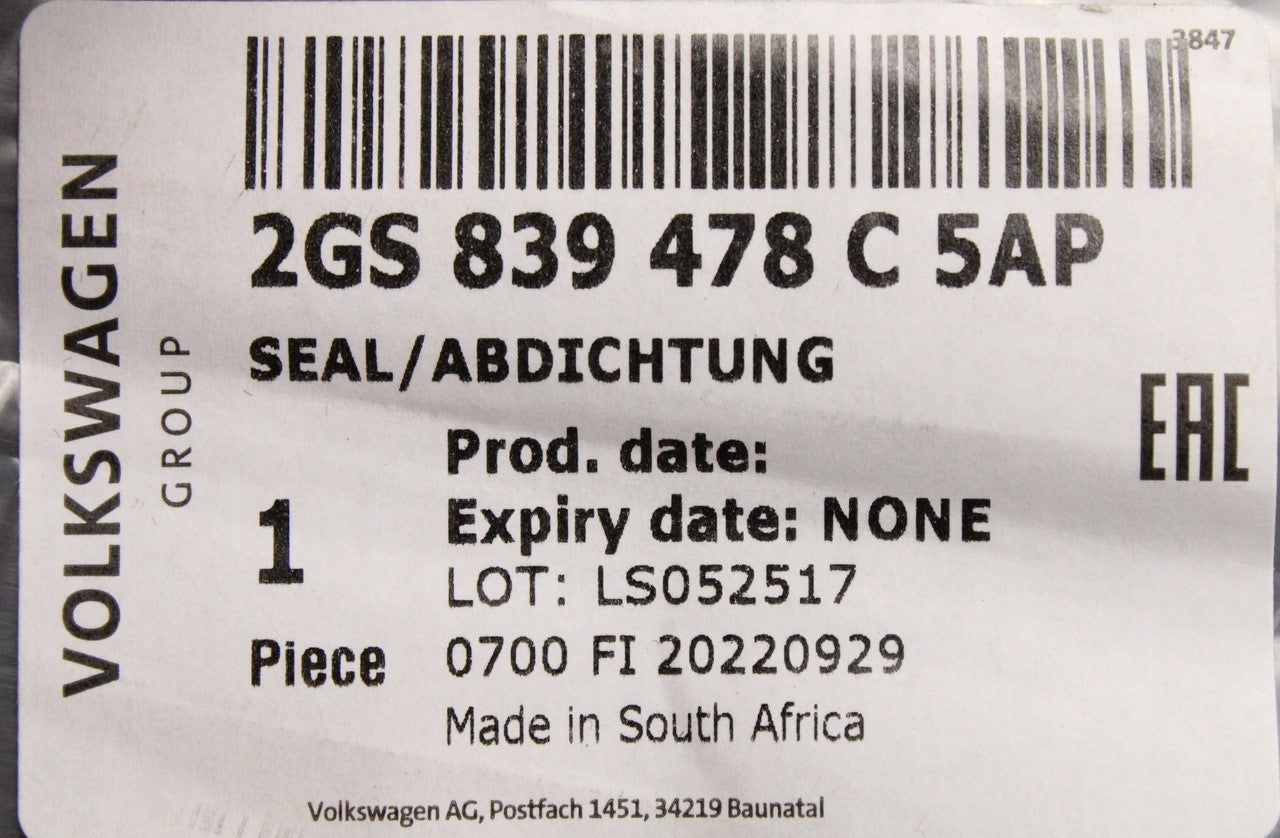 VOLKSWAGEN
GROUP
3847
2GS 839 478 C 5AP
SEAL/ABDICHTUNG
EAC
Prod. date:
Expiry date: NONE
1
LOT: LS052517
Piece
0700 FI 20220929
Made in South Africa
Volkswagen AG, Postfach 1451, 34219 Baunatal